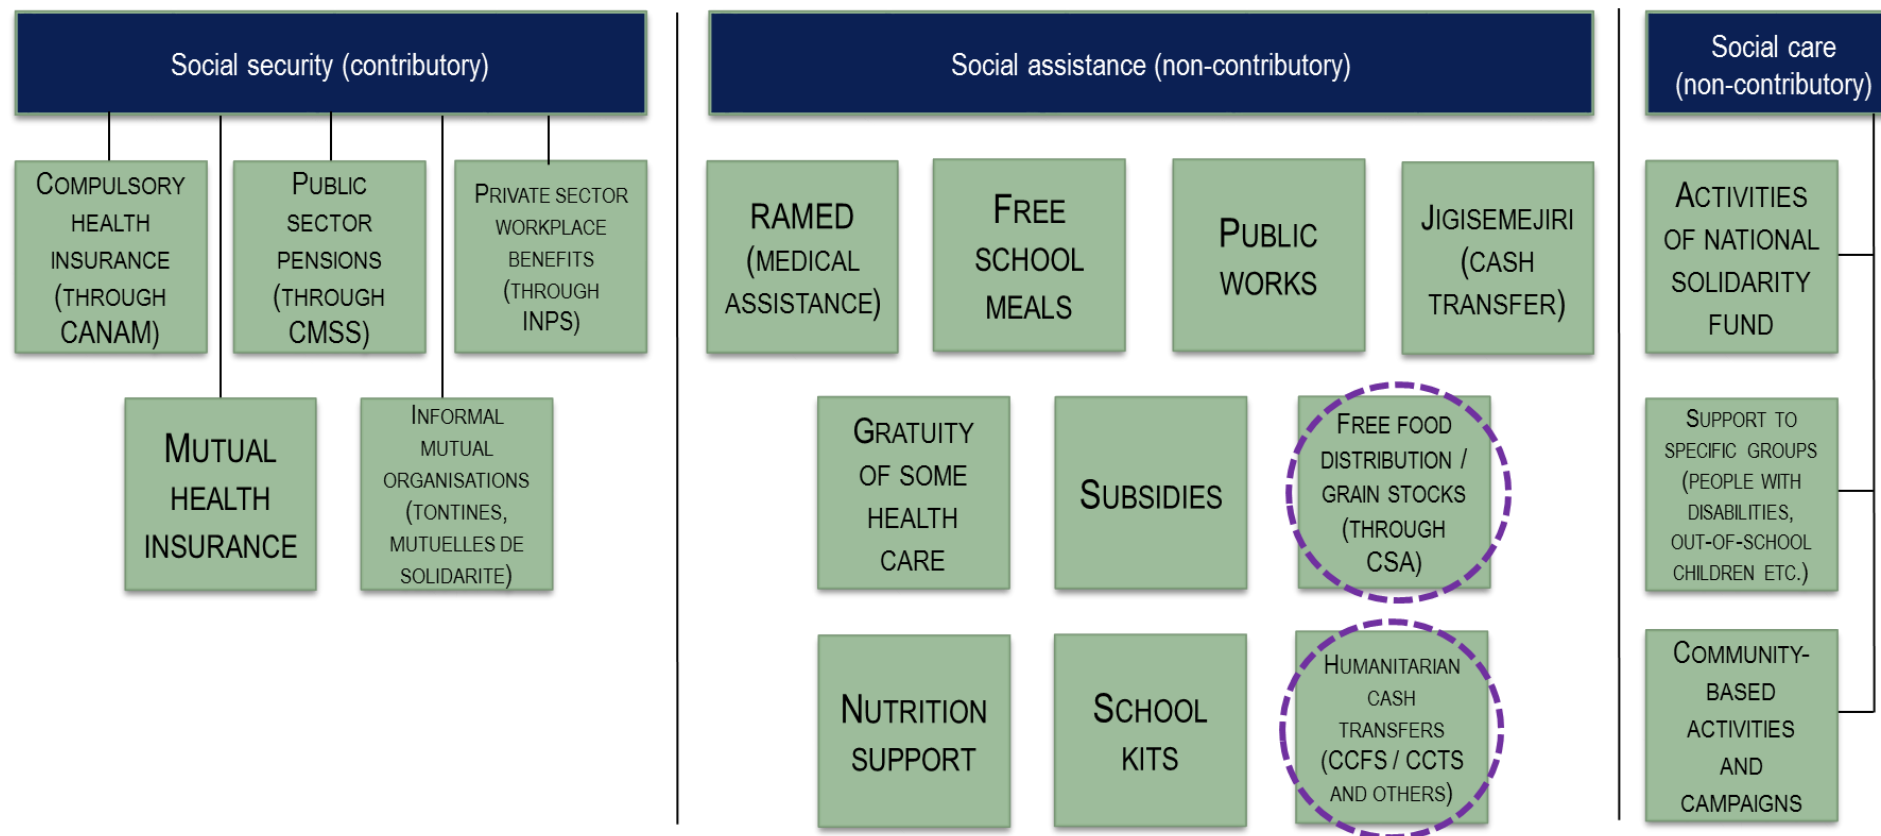 Social security (contributory)
Social assistance (non-contributory)
Social care
(non-contributory)
COMPULSORY
HEALTH
INSURANCE
(THROUGH
CANAM)
PUBLIC
SECTOR
PENSIONS
(THROUGH
CMSS)
PRIVATE SECTOR
WORKPLACE
BENEFITS
(THROUGH
INPS)
MUTUAL
HEALTH
INSURANCE
INFORMAL
MUTUAL
ORGANISATIONS
(TONTINES,
MUTUELLES DE
SOLIDARITE)
RAMED
(MEDICAL
ASSISTANCE)
FREE
SCHOOL
MEALS
PUBLIC
WORKS
JIGISEMEJIRI
(CASH
TRANSFER)
GRATUITY
OF SOME
HEALTH
CARE
SUBSIDIES
FREE FOOD
DISTRIBUTION /
GRAIN STOCKS
(THROUGH
CSA)
NUTRITION
SUPPORT
SCHOOL
KITS
HUMANITARIAN
CASH
TRANSFERS
(CCFS / CCTS
AND OTHERS)
ACTIVITIES
OF NATIONAL
SOLIDARITY
FUND
SUPPORT TO
SPECIFIC GROUPS
(PEOPLE WITH
DISABILITIES,
OUT-OF-SCHOOL
CHILDREN ETC.)
COMMUNITY-
BASED
ACTIVITIES
AND
CAMPAIGNS